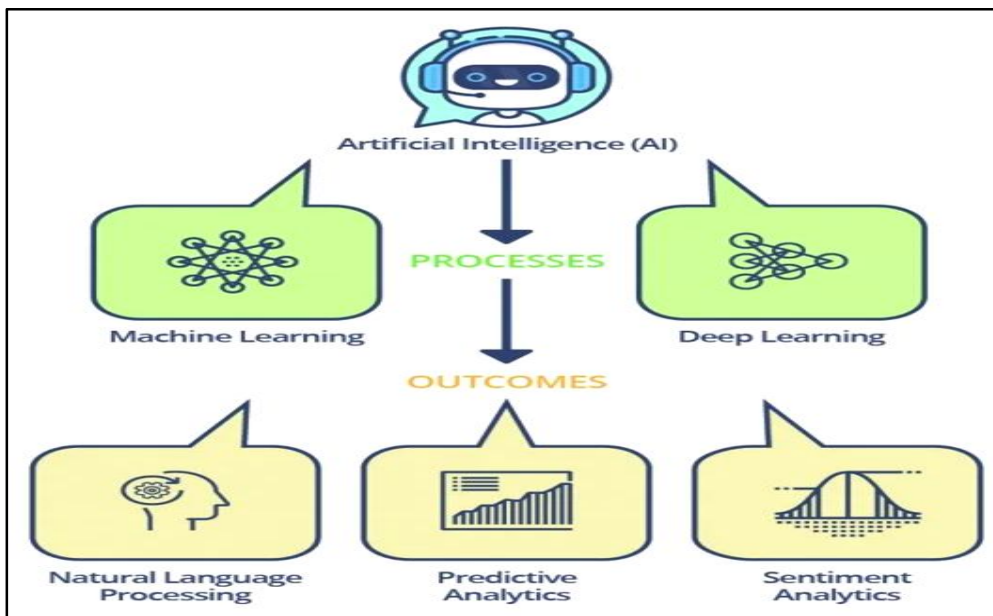 Artificial Intelligence (AI)
PROCESSES
Machine Learning
Deep Learning
OUTCOMES
Natural Language
Processing
Predictive
Analytics
Sentiment
Analytics